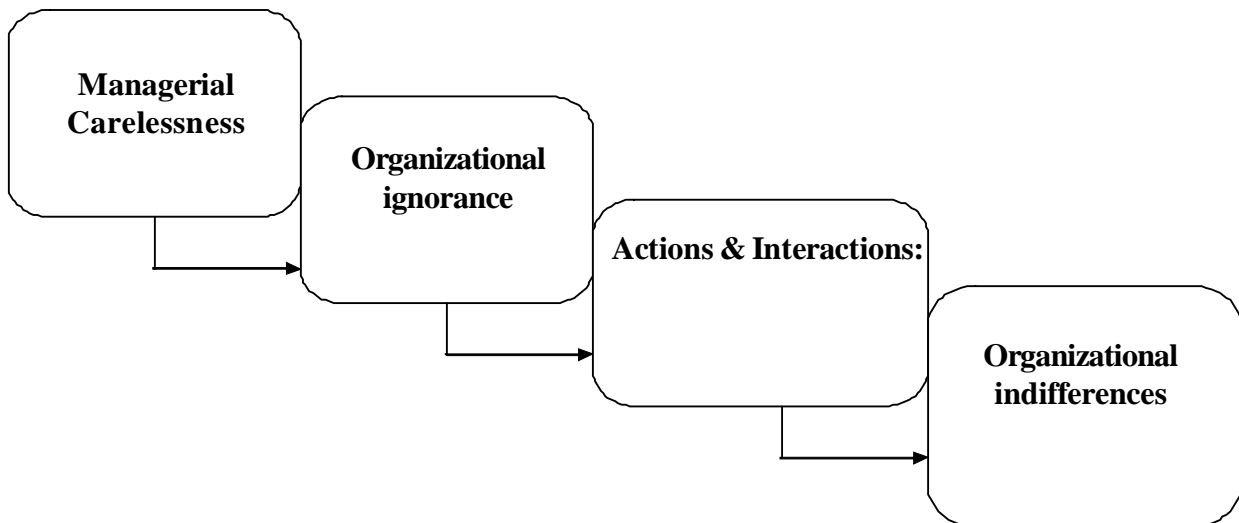 Managerial
Carelessness
Organizational
ignorance
Actions & Interactions:
Organizational
indifferences